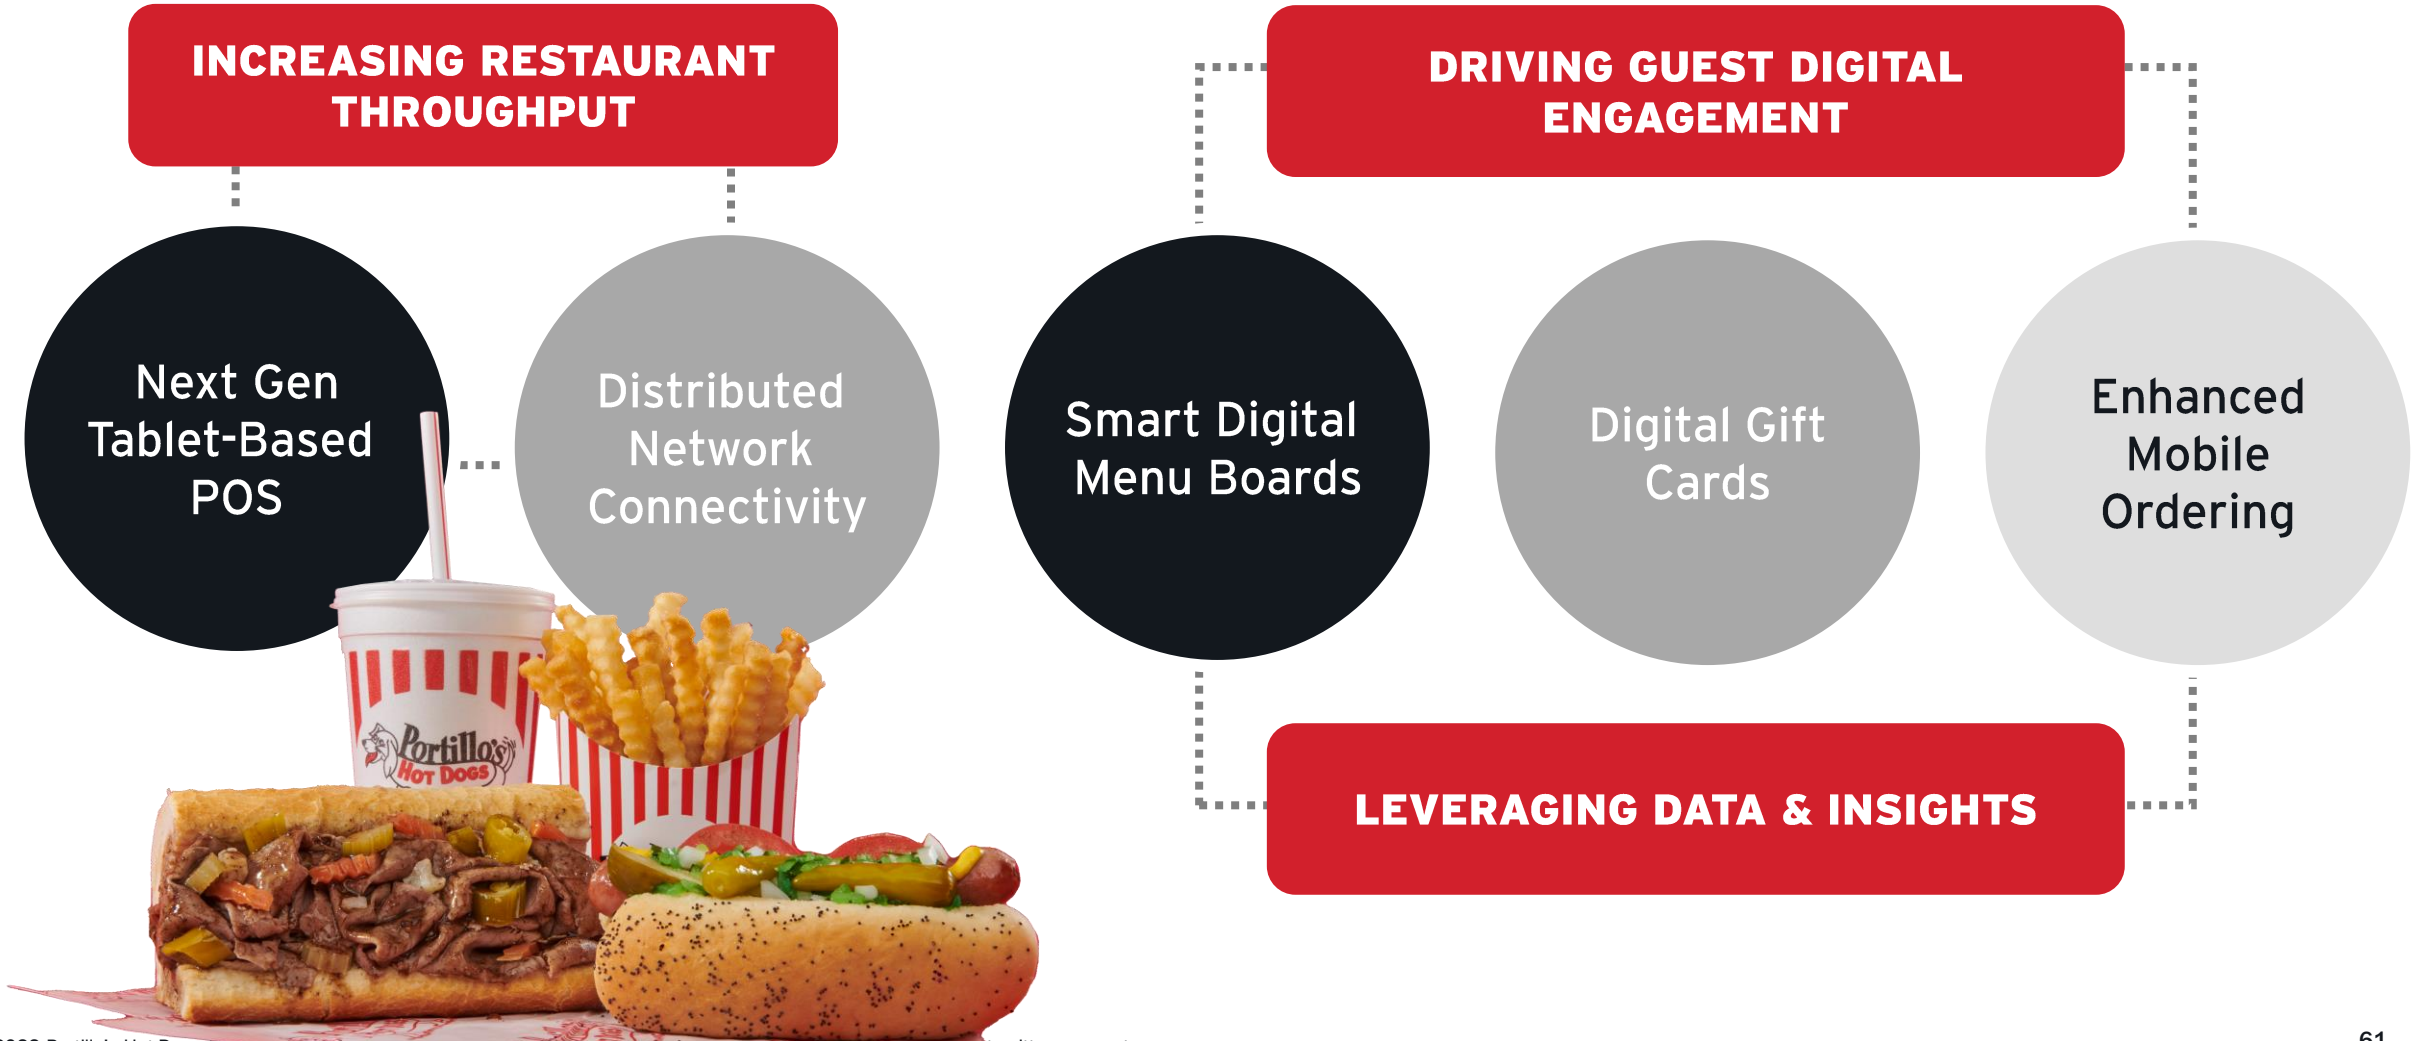 INCREASING RESTAURANT
THROUGHPUT
DRIVING GUEST DIGITAL
ENGAGEMENT
Next Gen
Tablet-Based
POS
Distributed
Network
Connectivity
Smart Digital
Menu Boards
Digital Gift
Cards
Enhanced
Mobile
Ordering
Portillo's
HOT DOGS
LEVERAGING DATA & INSIGHTS
61